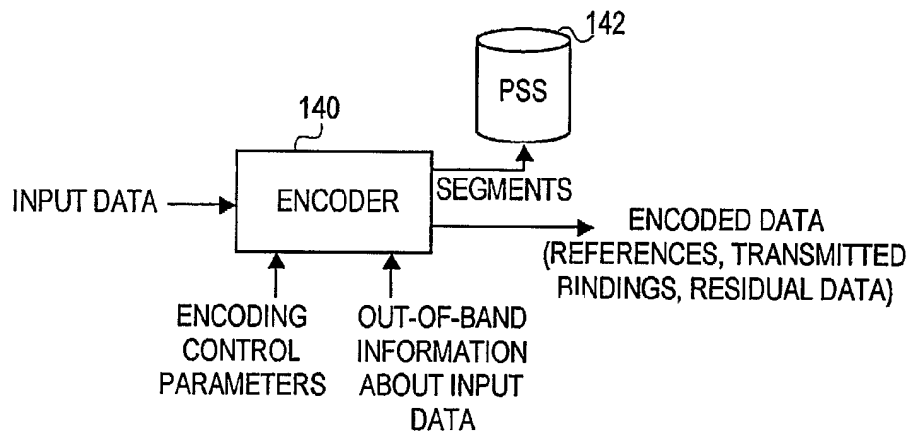 142
PSS
140
INPUT DATA
ENCODER
SEGMENTS
ENCODED DATA
(REFERENCES, TRANSMITTED
BINDINGS, RESIDUAL DATA)
ENCODING
CONTROL
PARAMETERS
OUT-OF-BAND
INFORMATION
ABOUT INPUT
DATA